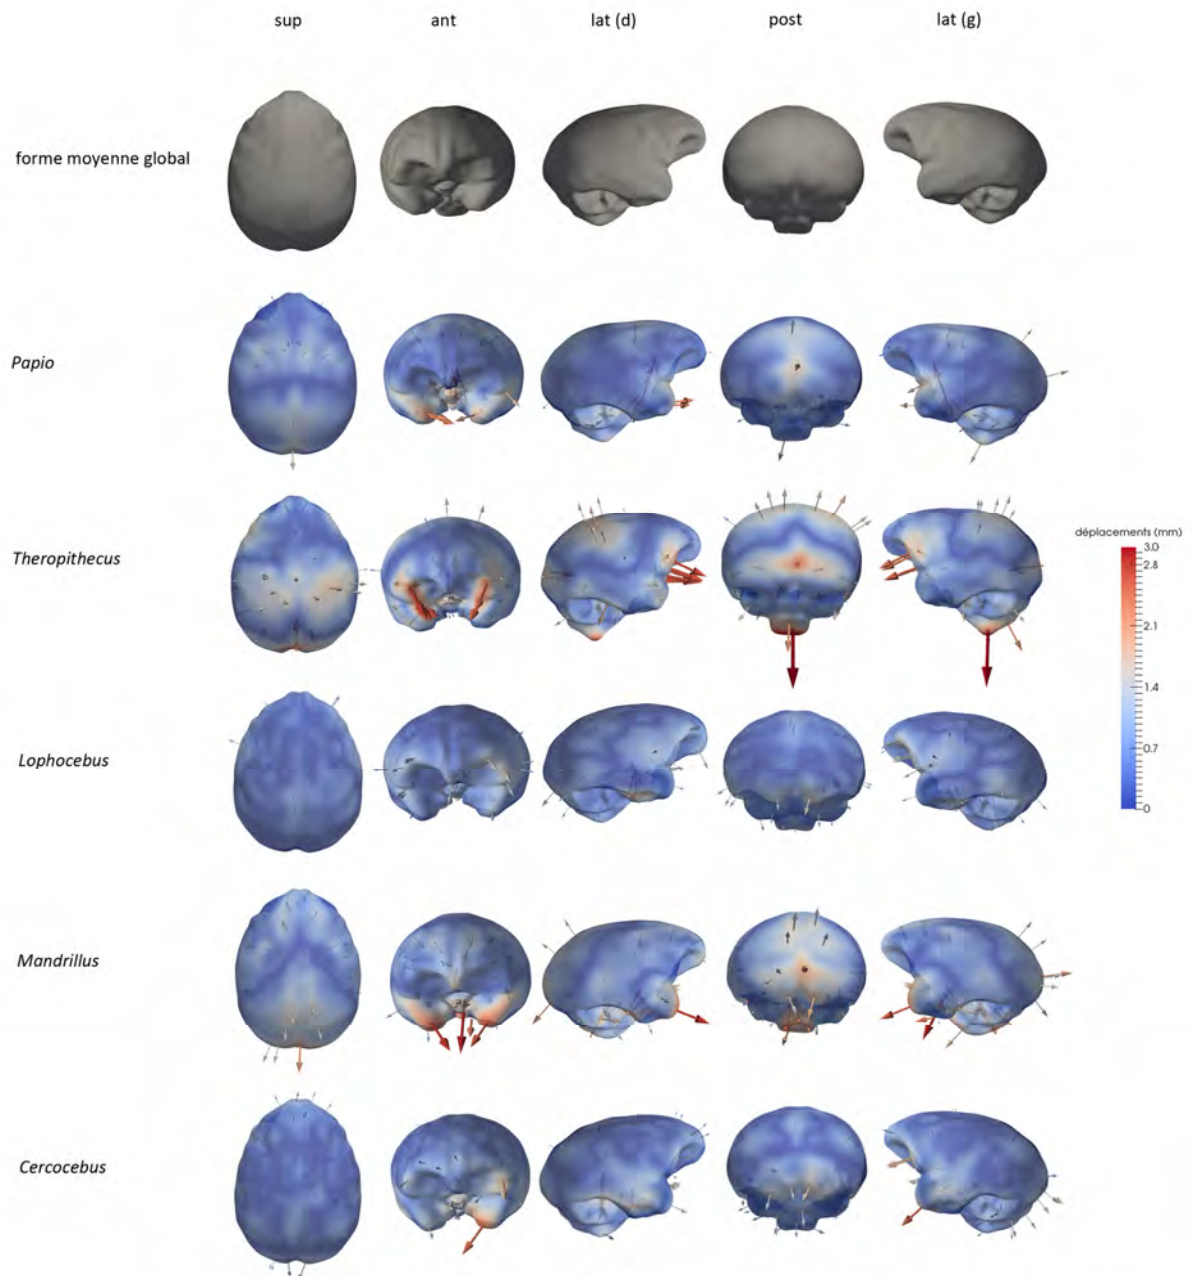 sup ant lat (d) post lat (g)
forme moyenne global
Papio
Theropithecus
déplacements (mm)
3.0
2.8
2.1
1.4
0.7
0
Lophocebus
Mandrillus
Cercocebus